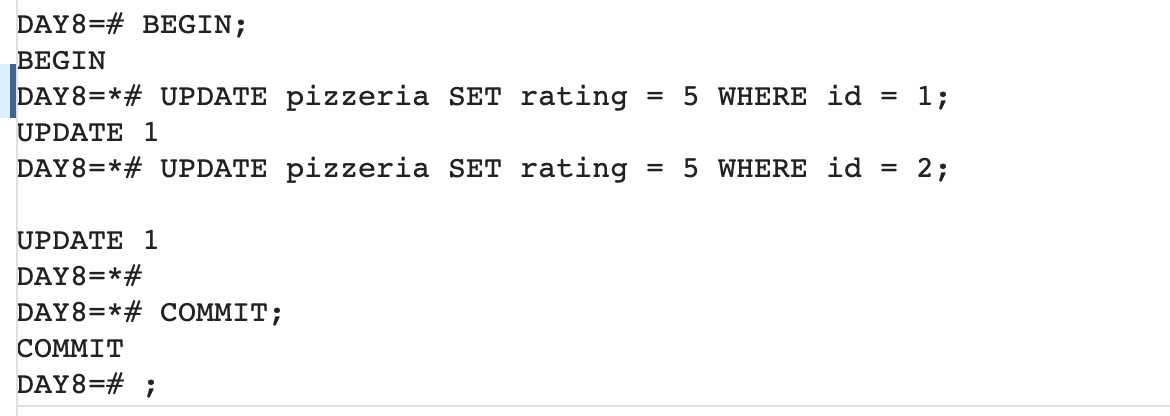 DAY8=# BEGIN;
BEGIN
DAY8=*# UPDATE pizzeria SET rating = 5 WHERE id = 1;
UPDATE 1
DAY8=*# UPDATE pizzeria SET rating = 5 WHERE id = 2;
UPDATE 1
DAY8=*#
DAY8=*# COMMIT;
COMMIT
DAY8=# ;